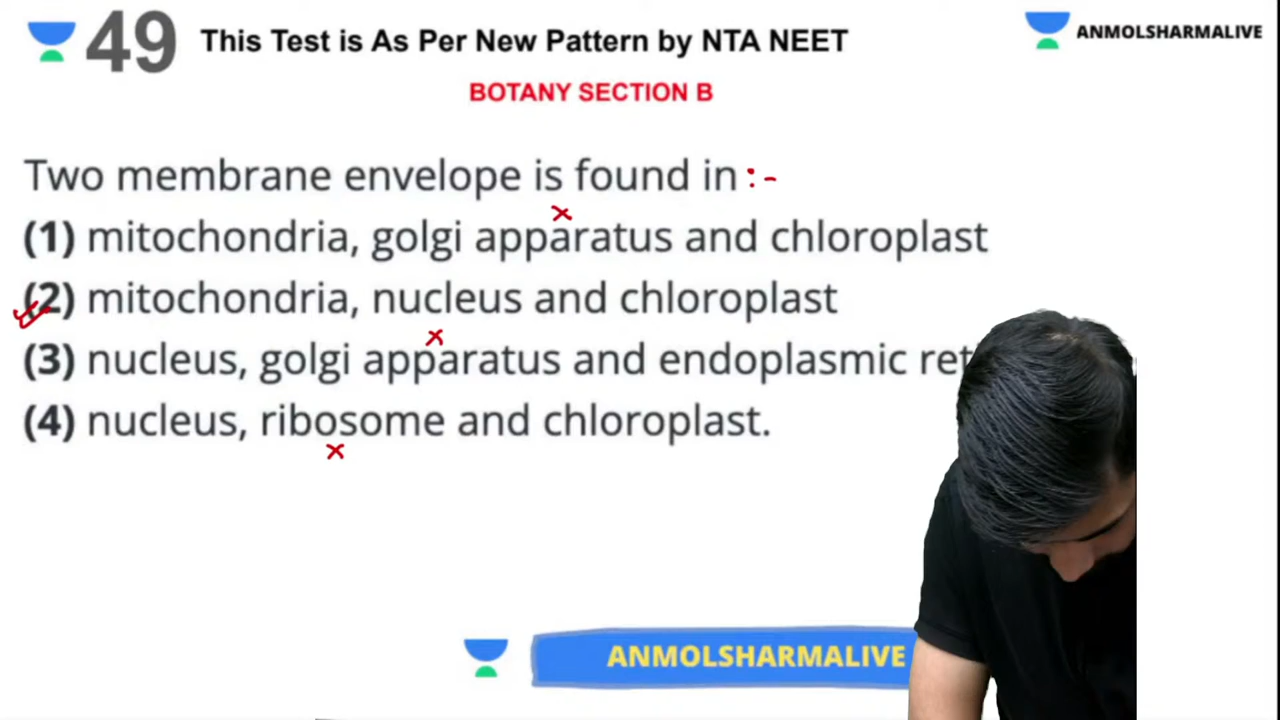 49 This Test is As Per New Pattern by NTA NEET
ANMOLSHARMALIVE
BOTANY SECTION B
Two membrane envelope is found in :-
(1) mitochondria, golgi apparatus and chloroplast
(2) mitochondria, nucleus and chloroplast
(3) nucleus, golgi apparatus and endoplasmic
(4) nucleus, ribosome and chloroplast.
ANMOLSHARMALIVE